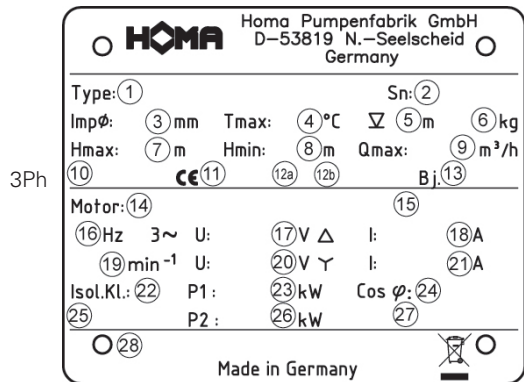 HOMA Homa Pumpenfabrik GmbH
D-53819 N.-Seelscheid
Germany
Type: 1 Sn: 2
Impø: 3 mm Tmax: 4 °C 5 m 6 kg
Hmax: 7 m Hmin: 8 m Qmax: 9 m³/h
3Ph
10 CE 11 12a 12b Bj. 13
Motor: 14 15
16 Hz 3~ U: 17 V △ I: 18 A
19 min⁻¹ U: 20 V Y I: 21 A
Isol.Kl.: 22 P1 : 23 kW Cos φ: 24
25 P2 : 26 kW 27
28
Made in Germany